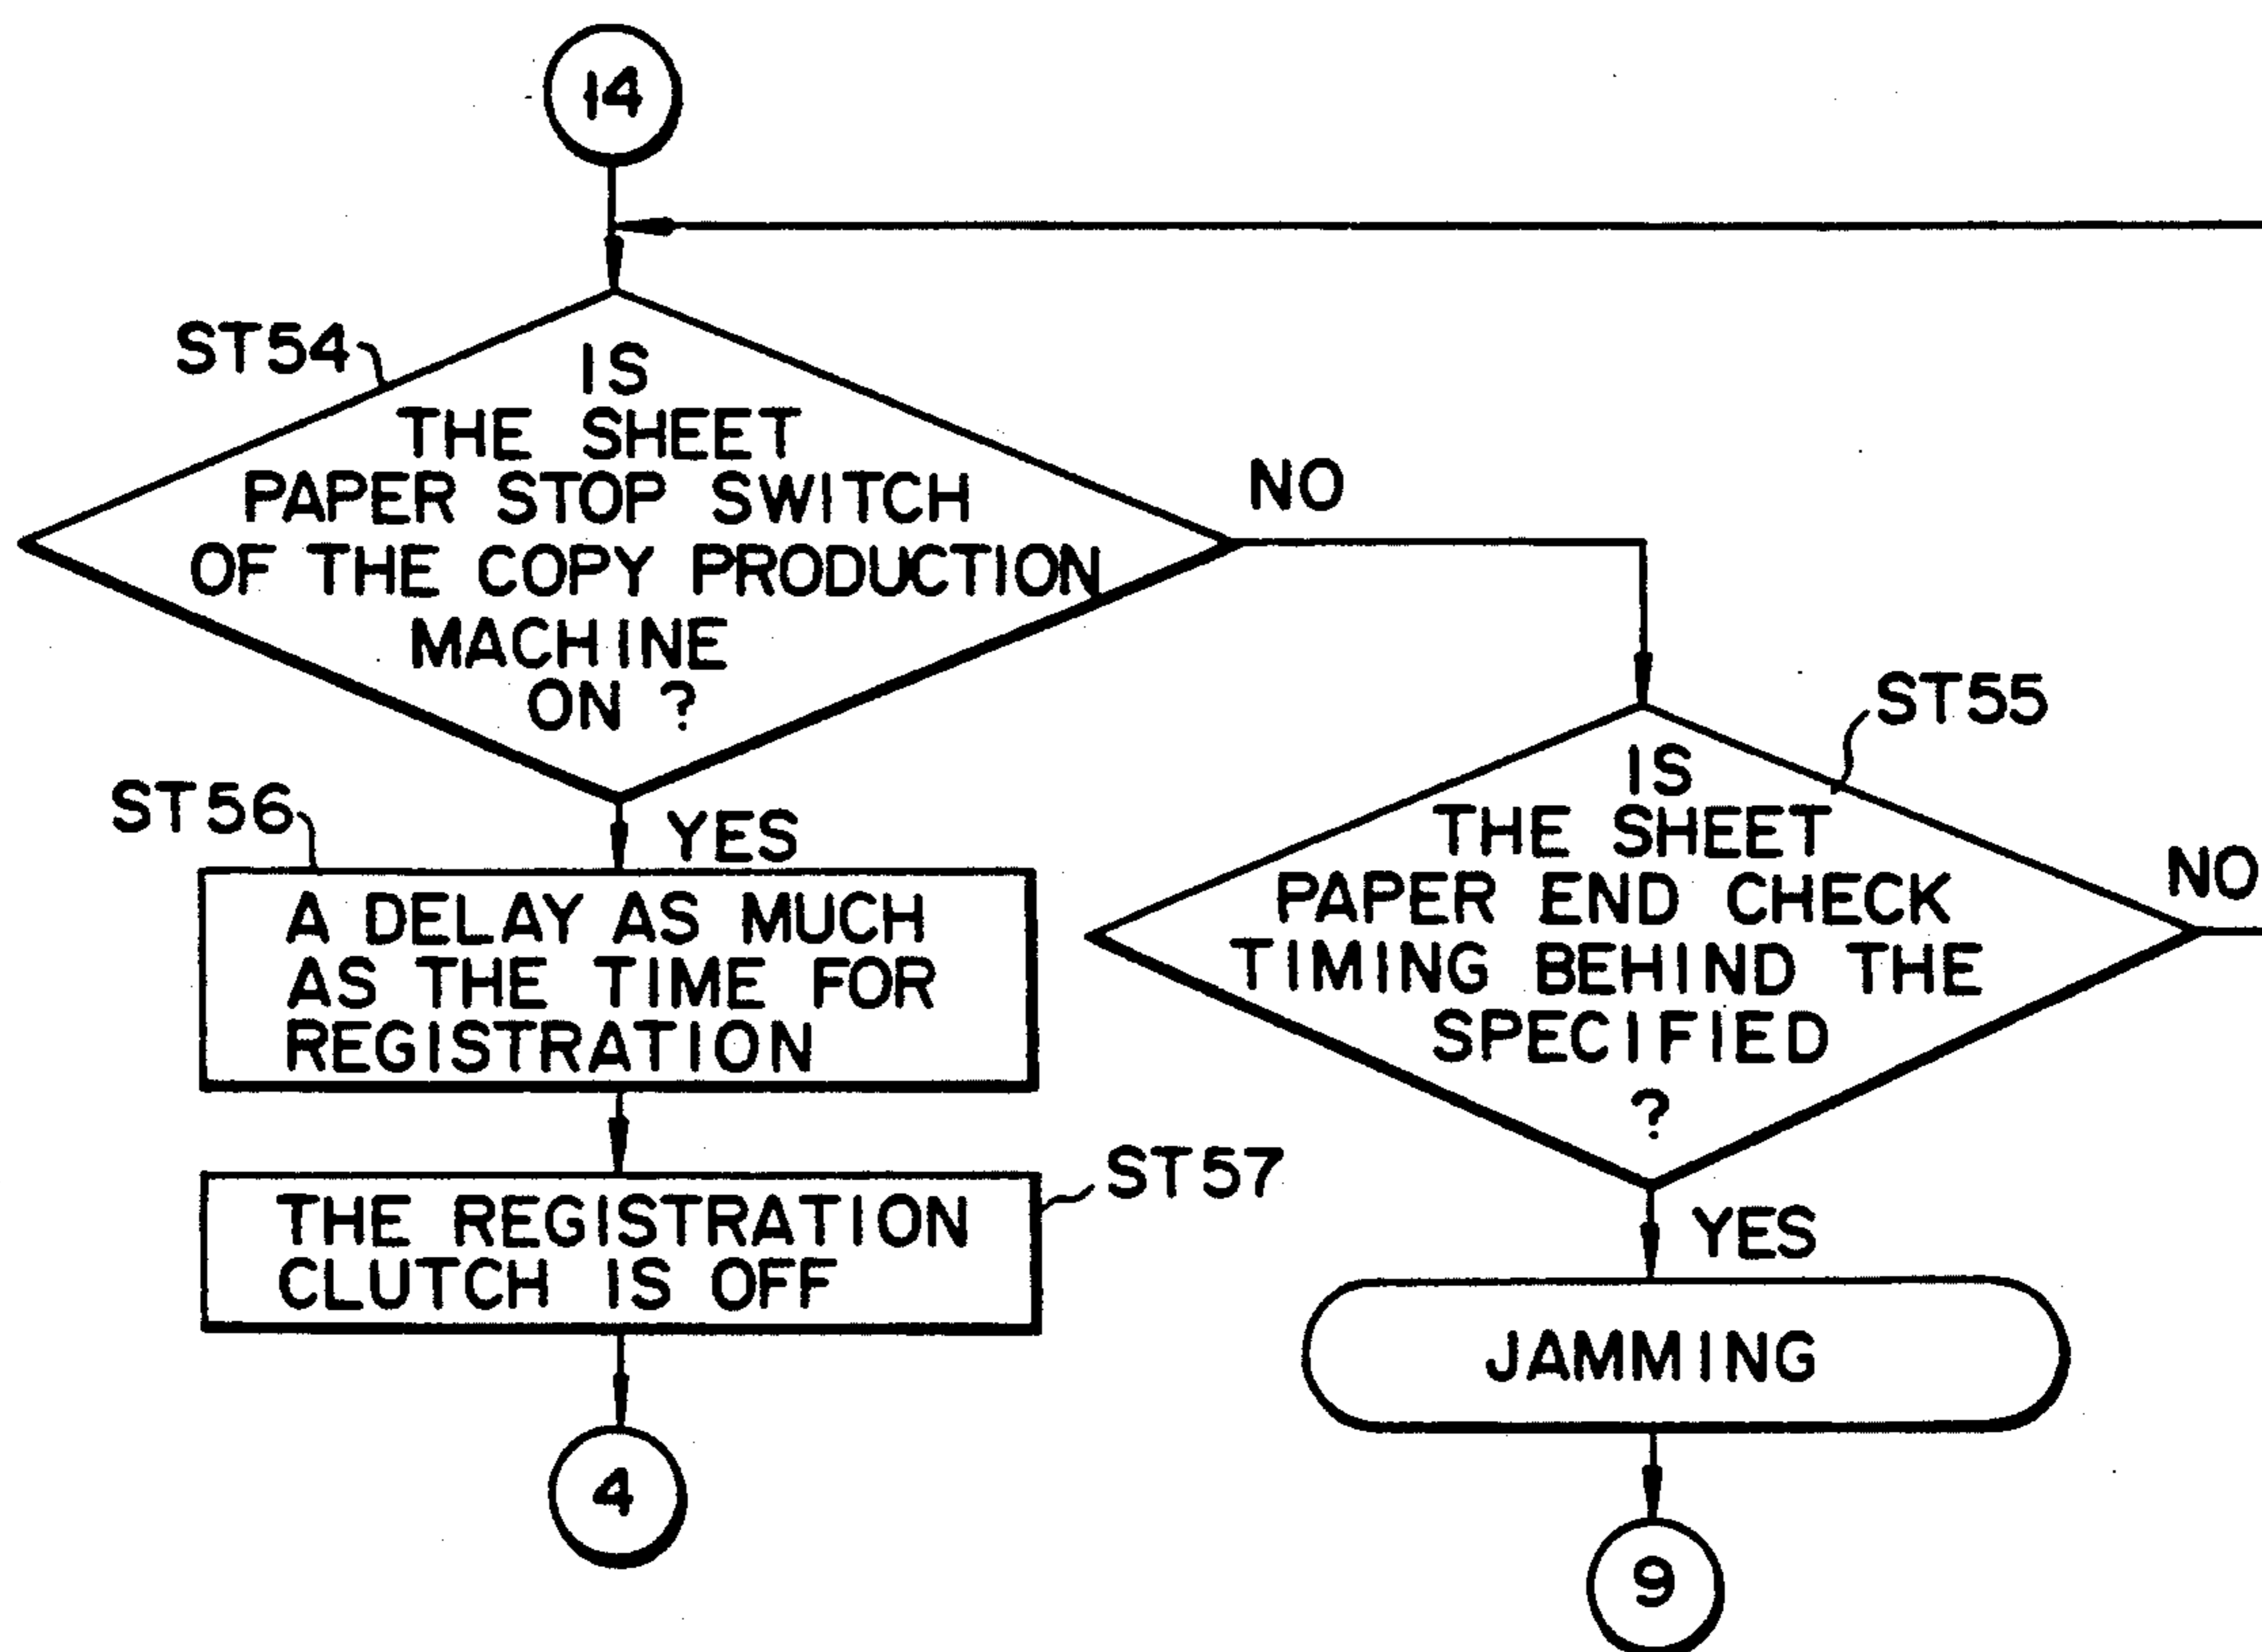 14
ST54
IS
THE SHEET
PAPER STOP SWITCH
OF THE COPY PRODUCTION
MACHINE
ON ?
NO
YES
ST55
IS
THE SHEET
PAPER END CHECK
TIMING BEHIND THE
SPECIFIED
?
NO
YES
ST56
A DELAY AS MUCH
AS THE TIME FOR
REGISTRATION
ST57
THE REGISTRATION
CLUTCH IS OFF
4
JAMMING
9